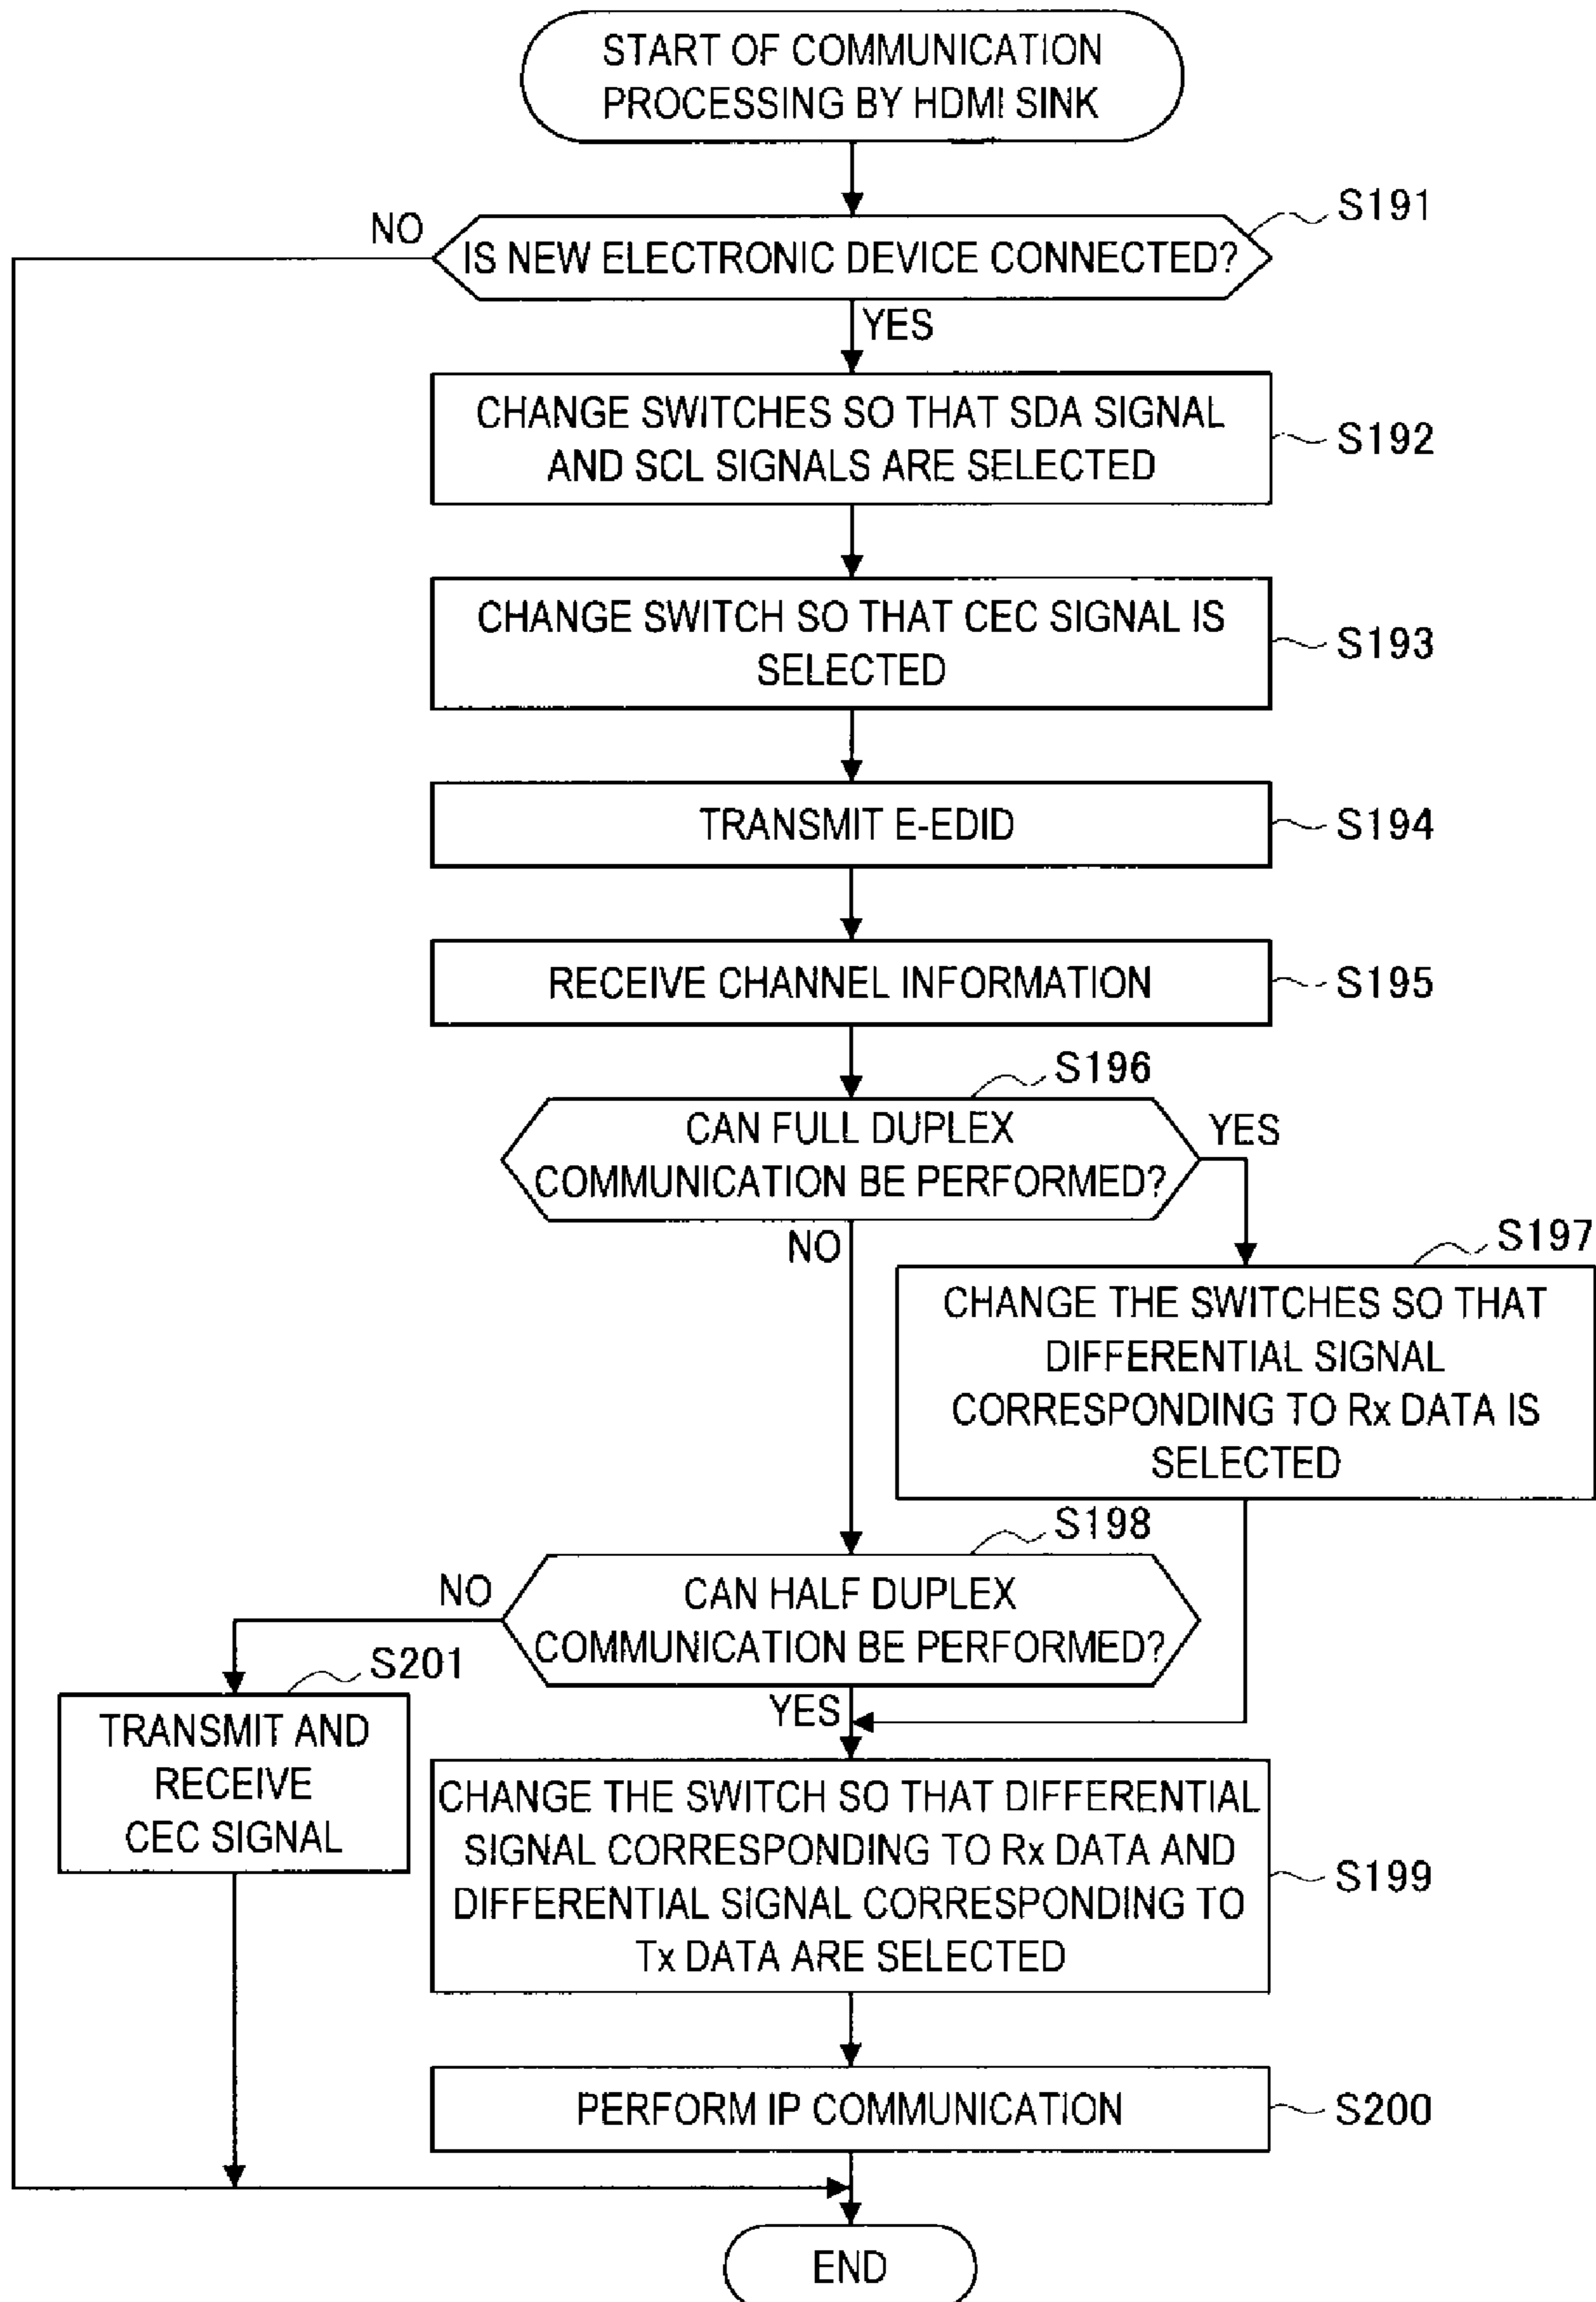 START OF COMMUNICATION
PROCESSING BY HDMI SINK
S191
NO
IS NEW ELECTRONIC DEVICE CONNECTED?
YES
CHANGE SWITCHES SO THAT SDA SIGNAL
AND SCL SIGNALS ARE SELECTED
S192
CHANGE SWITCH SO THAT CEC SIGNAL IS
SELECTED
S193
TRANSMIT E-EDID
S194
RECEIVE CHANNEL INFORMATION
S195
S196
CAN FULL DUPLEX
COMMUNICATION BE PERFORMED?
YES
NO
S197
CHANGE THE SWITCHES SO THAT
DIFFERENTIAL SIGNAL
CORRESPONDING TO Rx DATA IS
SELECTED
S198
NO
CAN HALF DUPLEX
COMMUNICATION BE PERFORMED?
YES
S201
TRANSMIT AND
RECEIVE
CEC SIGNAL
CHANGE THE SWITCH SO THAT DIFFERENTIAL
SIGNAL CORRESPONDING TO Rx DATA AND
DIFFERENTIAL SIGNAL CORRESPONDING TO
Tx DATA ARE SELECTED
S199
PERFORM IP COMMUNICATION
S200
END